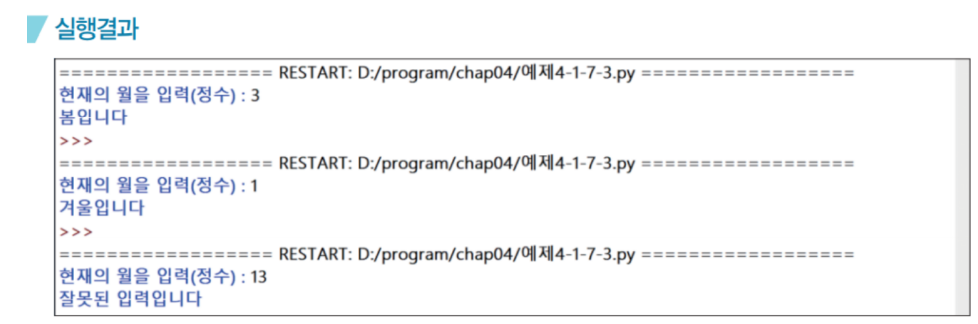 실행결과
================== RESTART: D:/program/chap04/예제4-1-7-3.py ==================
현재의 월을 입력(정수) : 3
봄입니다
>>>
================== RESTART: D:/program/chap04/예제4-1-7-3.py ==================
현재의 월을 입력(정수) : 1
겨울입니다
>>>
================== RESTART: D:/program/chap04/예제4-1-7-3.py ==================
현재의 월을 입력(정수) : 13
잘못된 입력입니다